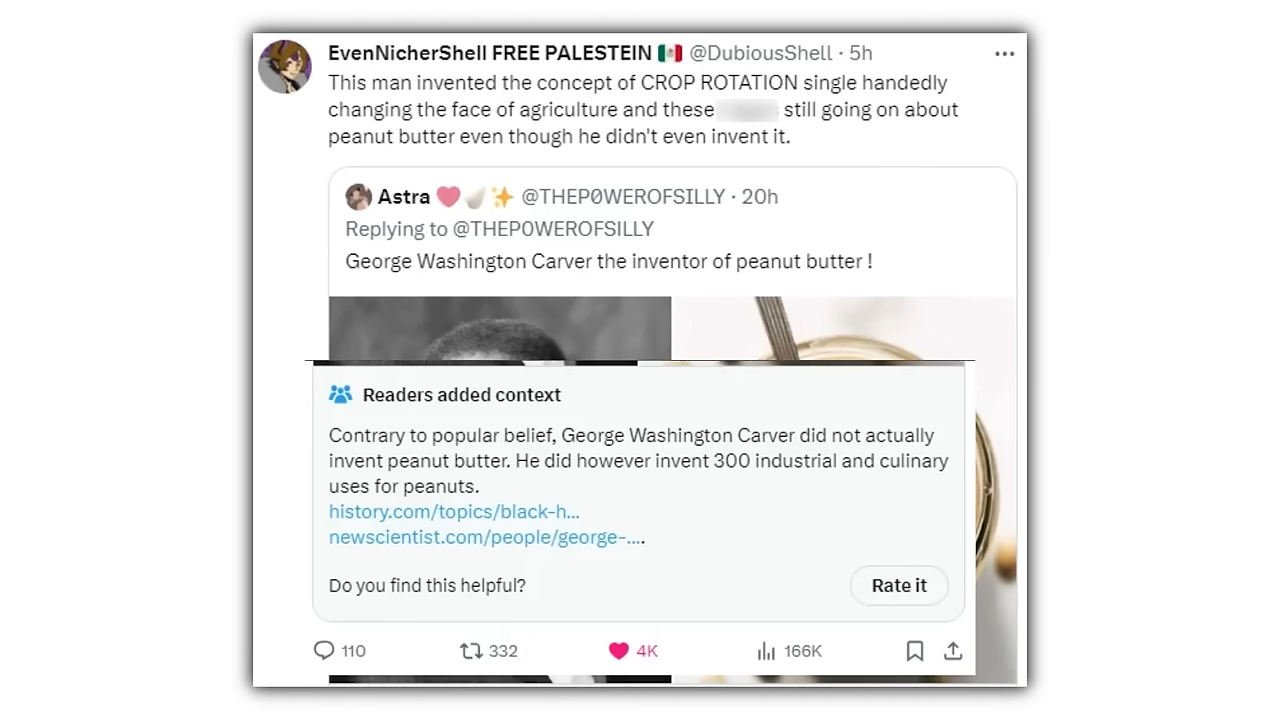 EvenNicherShell FREE PALESTEIN 🇲🇽 @DubiousShell · 5h
This man invented the concept of CROP ROTATION single handedly
changing the face of agriculture and these still going on about
peanut butter even though he didn't even invent it.
Astra 🩷🪽✨ @THEP0WEROFSILLY · 20h
Replying to @THEP0WEROFSILLY
George Washington Carver the inventor of peanut butter !
Readers added context
Contrary to popular belief, George Washington Carver did not actually
invent peanut butter. He did however invent 300 industrial and culinary
uses for peanuts.
history.com/topics/black-h...
newscientist.com/people/george-....
Do you find this helpful?
Rate it
110 332 4K 166K